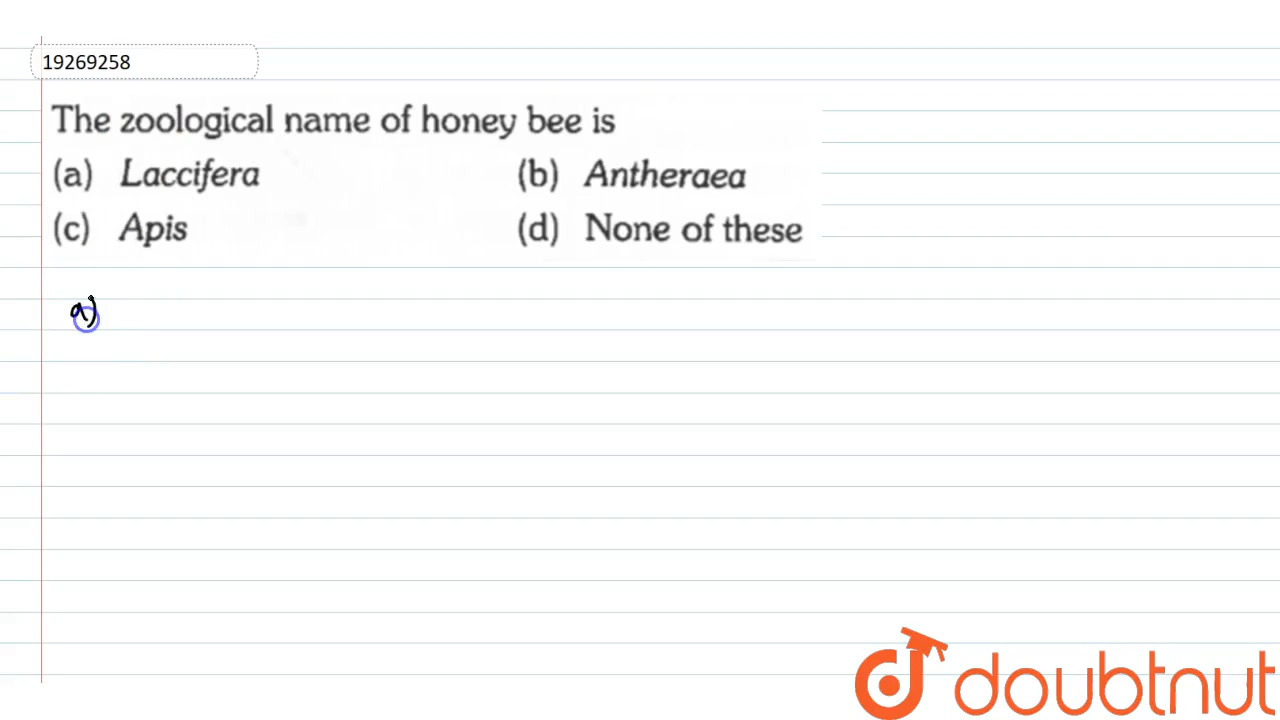 19269258
The zoological name of honey bee is
(a) Laccifera (b) Antheraea
(c) Apis (d) None of these
a)
doubtnut